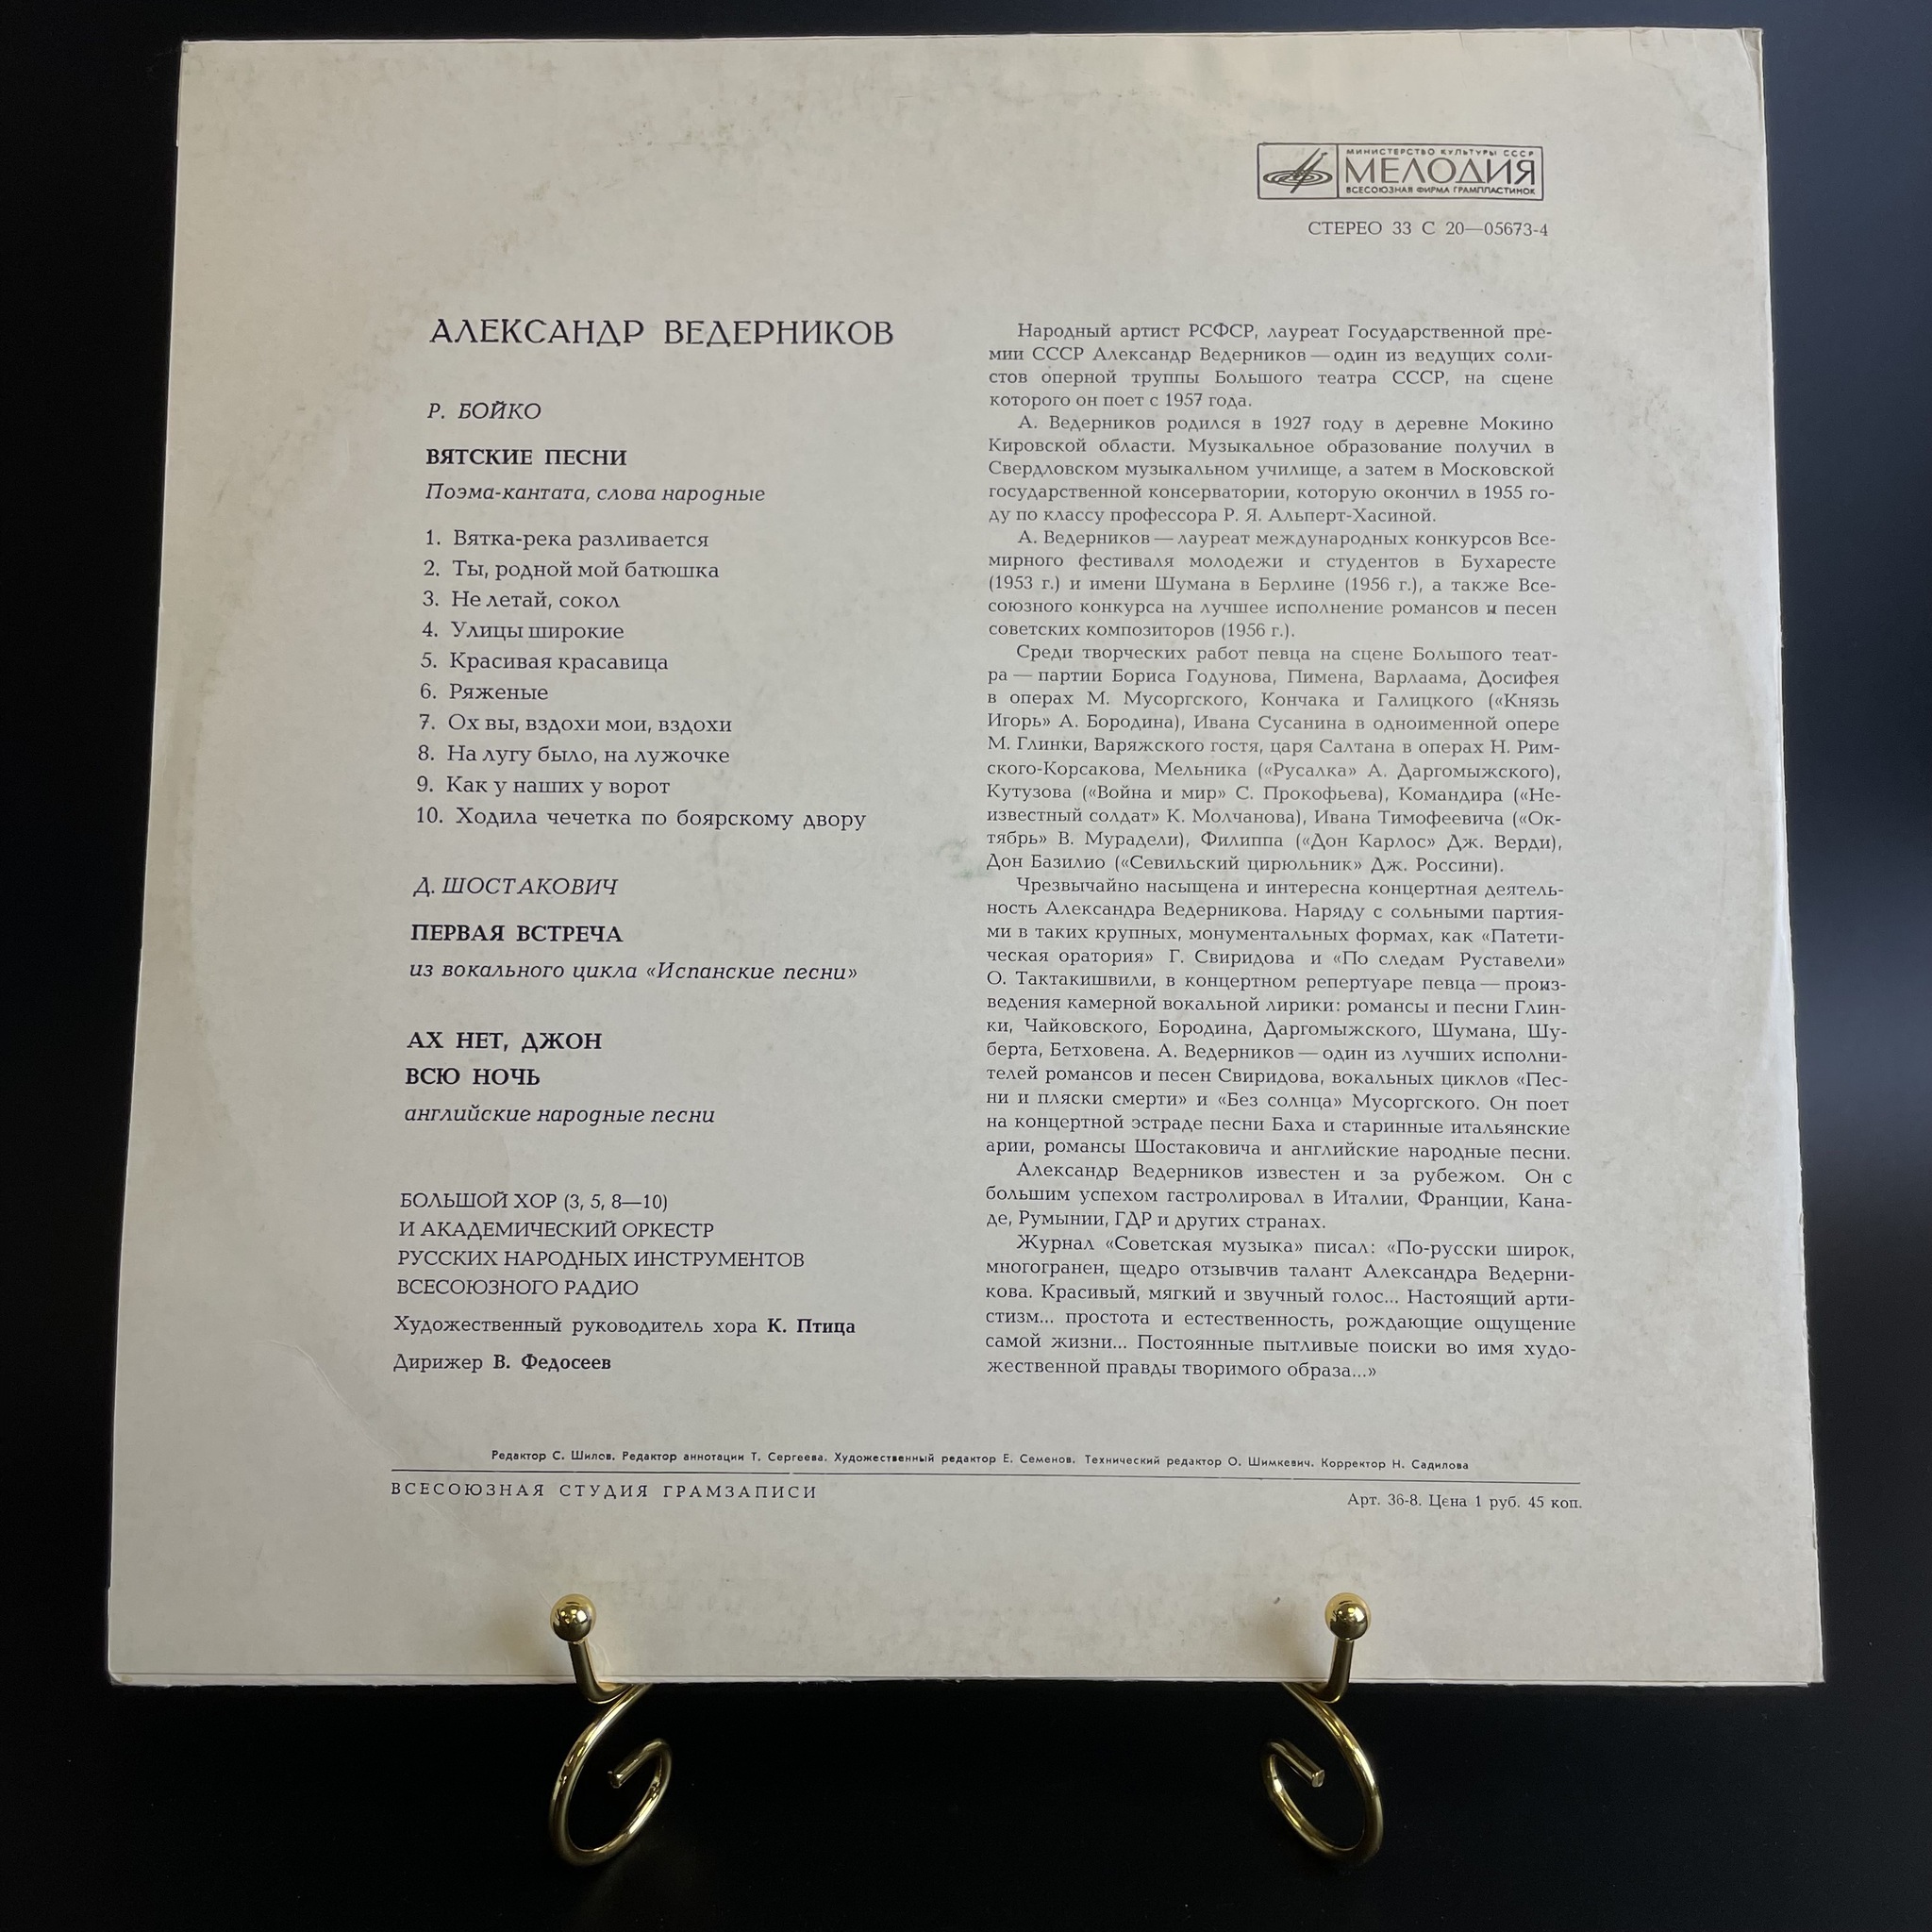 МИНИСТЕРСТВО КУЛЬТУРЫ СССР
МЕЛОДИЯ
ВСЕСОЮЗНАЯ ФИРМА ГРАМПЛАСТИНОК
СТЕРЕО 33 С 20—05673-4
АЛЕКСАНДР ВЕДЕРНИКОВ
Р. БОЙКО
ВЯТСКИЕ ПЕСНИ
Поэма-кантата, слова народные
1. Вятка-река разливается
2. Ты, родной мой батюшка
3. Не летай, сокол
4. Улицы широкие
5. Красивая красавица
6. Ряженые
7. Ох вы, вздохи мои, вздохи
8. На лугу было, на лужочке
9. Как у наших у ворот
10. Ходила чечетка по боярскому двору
Д. ШОСТАКОВИЧ
ПЕРВАЯ ВСТРЕЧА
из вокального цикла «Испанские песни»
АХ НЕТ, ДЖОН
ВСЮ НОЧЬ
английские народные песни
БОЛЬШОЙ ХОР (3, 5, 8—10)
И АКАДЕМИЧЕСКИЙ ОРКЕСТР
РУССКИХ НАРОДНЫХ ИНСТРУМЕНТОВ
ВСЕСОЮЗНОГО РАДИО
Художественный руководитель хора К. Птица
Дирижер В. Федосеев
Народный артист РСФСР, лауреат Государственной пре-
мии СССР Александр Ведерников — один из ведущих соли-
стов оперной труппы Большого театра СССР, на сцене
которого он поет с 1957 года.
А. Ведерников родился в 1927 году в деревне Мокино
Кировской области. Музыкальное образование получил в
Свердловском музыкальном училище, а затем в Московской
государственной консерватории, которую окончил в 1955 го-
ду по классу профессора Р. Я. Альперт-Хасиной.
А. Ведерников — лауреат международных конкурсов Все-
мирного фестиваля молодежи и студентов в Бухаресте
(1953 г.) и имени Шумана в Берлине (1956 г.), а также Все-
союзного конкурса на лучшее исполнение романсов и песен
советских композиторов (1956 г.).
Среди творческих работ певца на сцене Большого теат-
ра — партии Бориса Годунова, Пимена, Варлаама, Досифея
в операх М. Мусоргского, Кончака и Галицкого («Князь
Игорь» А. Бородина), Ивана Сусанина в одноименной опере
М. Глинки, Варяжского гостя, царя Салтана в операх Н. Рим-
ского-Корсакова, Мельника («Русалка» А. Даргомыжского),
Кутузова («Война и мир» С. Прокофьева), Командира («Не-
известный солдат» К. Молчанова), Ивана Тимофеевича («Ок-
тябрь» В. Мурадели), Филиппа («Дон Карлос» Дж. Верди),
Дон Базилио («Севильский цирюльник» Дж. Россини).
Чрезвычайно насыщена и интересна концертная деятель-
ность Александра Ведерникова. Наряду с сольными партия-
ми в таких крупных, монументальных формах, как «Патети-
ческая оратория» Г. Свиридова и «По следам Руставели»
О. Тактакишвили, в концертном репертуаре певца — произ-
ведения камерной вокальной лирики: романсы и песни Глин-
ки, Чайковского, Бородина, Даргомыжского, Шумана, Шу-
берта, Бетховена. А. Ведерников — один из лучших исполни-
телей романсов и песен Свиридова, вокальных циклов «Пес-
ни и пляски смерти» и «Без солнца» Мусоргского. Он поет
на концертной эстраде песни Баха и старинные итальянские
арии, романсы Шостаковича и английские народные песни.
Александр Ведерников известен и за рубежом. Он с
большим успехом гастролировал в Италии, Франции, Кана-
де, Румынии, ГДР и других странах.
Журнал «Советская музыка» писал: «По-русски широк,
многогранен, щедро отзывчив талант Александра Ведерни-
кова. Красивый, мягкий и звучный голос... Настоящий арти-
стизм... простота и естественность, рождающие ощущение
самой жизни... Постоянные пытливые поиски во имя худо-
жественной правды творимого образа...»
Редактор С. Шилов. Редактор аннотации Т. Сергеева. Художественный редактор Е. Семенов. Технический редактор О. Шимкевич. Корректор Н. Садилова
ВСЕСОЮЗНАЯ СТУДИЯ ГРАМЗАПИСИ
Арт. 36-8. Цена 1 руб. 45 коп.